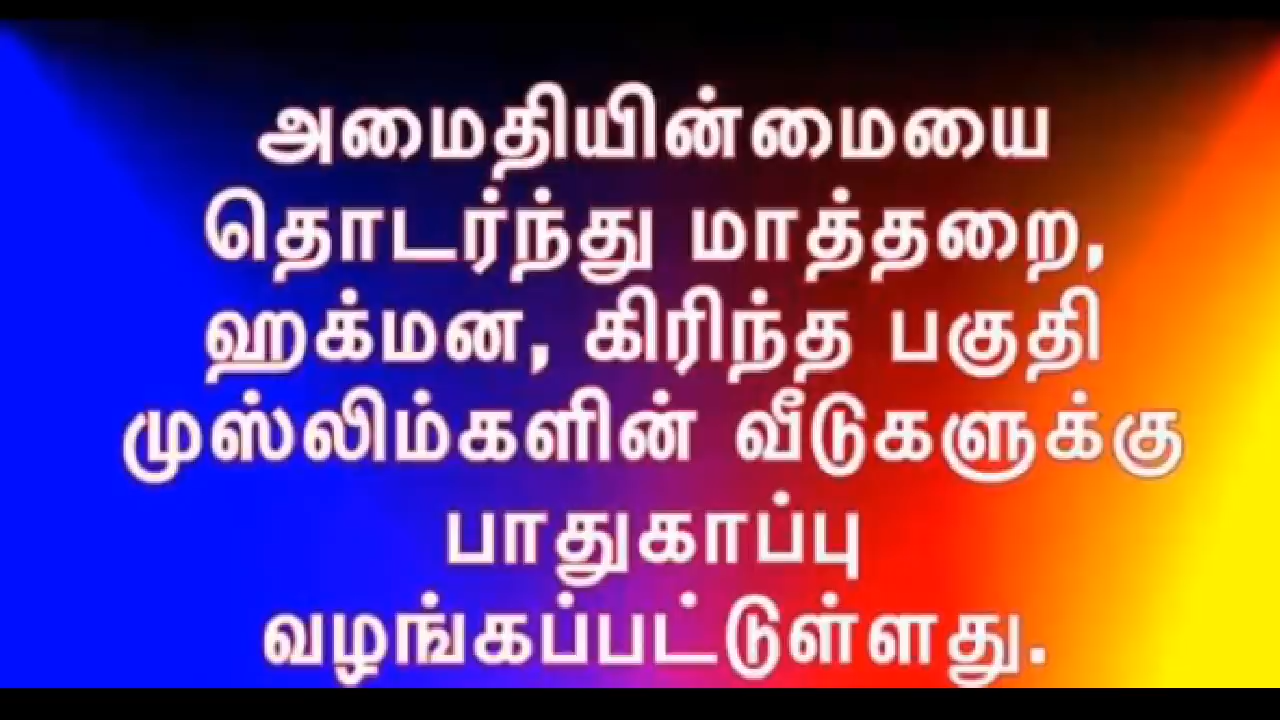 அமைதியின்மையை
தொடர்ந்து மாத்தறை,
ஹக்மன, கிரிந்த பகுதி
முஸ்லிம்களின் வீடுகளுக்கு
பாதுகாப்பு
வழங்கப்பட்டுள்ளது.